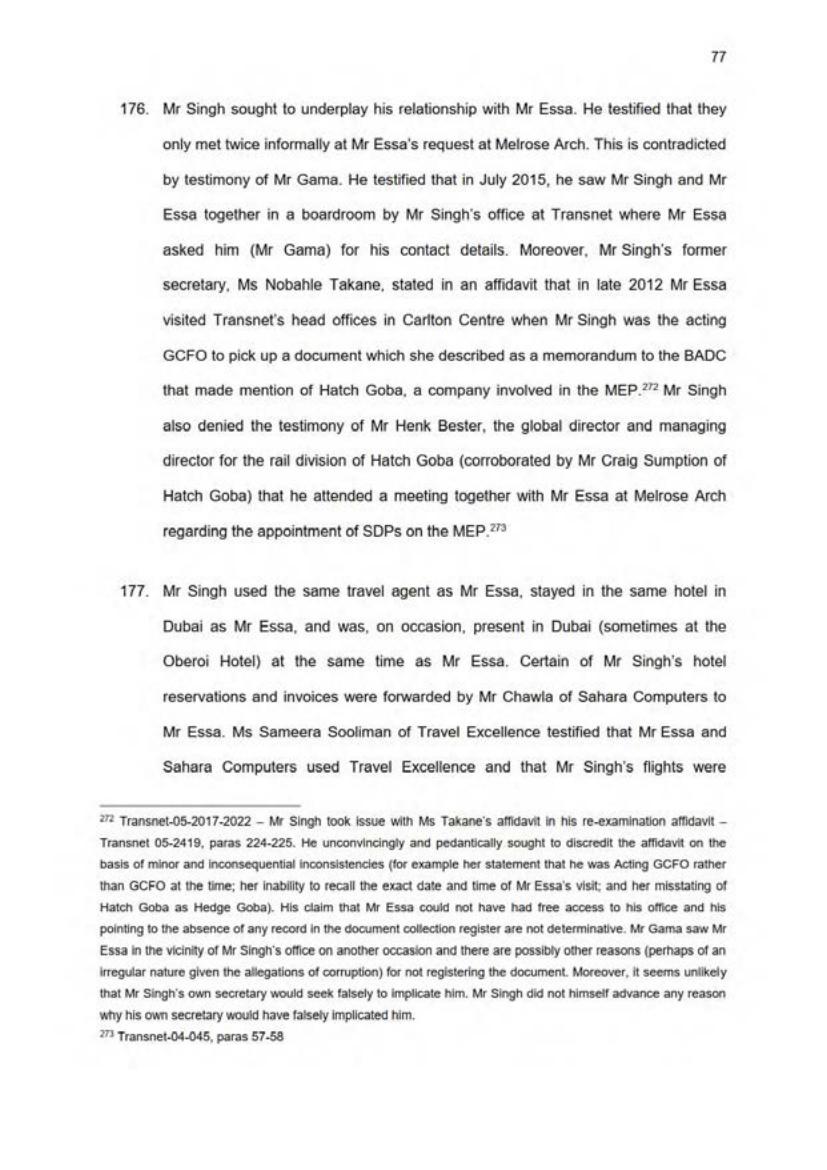 77
176. Mr Singh sought to underplay his relationship with Mr Essa. He testified that they
only met twice informally at Mr Essa's request at Melrose Arch. This is contradicted
by testimony of Mr Gama. He testified that in July 2015, he saw Mr Singh and Mr
Essa together in a boardroom by Mr Singh's office at Transnet where Mr Essa
asked him (Mr Gama) for his contact details. Moreover, Mr Singh's former
secretary, Ms Nobahle Takane, stated in an affidavit that in late 2012 Mr Essa
visited Transnet's head offices in Carlton Centre when Mr Singh was the acting
GCFO to pick up a document which she described as a memorandum to the BADC
that made mention of Hatch Goba, a company involved in the MEP.272 Mr Singh
also denied the testimony of Mr Henk Bester, the global director and managing
director for the rail division of Hatch Goba (corroborated by Mr Craig Sumption of
Hatch Goba) that he attended a meeting together with Mr Essa at Melrose Arch
regarding the appointment of SDPs on the MEP.273
177. Mr Singh used the same travel agent as Mr Essa, stayed in the same hotel in
Dubai as Mr Essa, and was, on occasion, present in Dubai (sometimes at the
Oberoi Hotel) at the same time as Mr Essa. Certain of Mr Singh's hotel
reservations and invoices were forwarded by Mr Chawla of Sahara Computers to
Mr Essa. Ms Sameera Sooliman of Travel Excellence testified that Mr Essa and
Sahara Computers used Travel Excellence and that Mr Singh's flights were
272 Transnet-05-2017-2022 – Mr Singh took issue with Ms Takane's affidavit in his re-examination affidavit –
Transnet 05-2419, paras 224-225. He unconvincingly and pedantically sought to discredit the affidavit on the
basis of minor and inconsequential inconsistencies (for example her statement that he was Acting GCFO rather
than GCFO at the time; her inability to recall the exact date and time of Mr Essa's visit; and her misstating of
Hatch Goba as Hedge Goba). His claim that Mr Essa could not have had free access to his office and his
pointing to the absence of any record in the document collection register are not determinative. Mr Gama saw Mr
Essa in the vicinity of Mr Singh's office on another occasion and there are possibly other reasons (perhaps of an
irregular nature given the allegations of corruption) for not registering the document. Moreover, it seems unlikely
that Mr Singh's own secretary would seek falsely to implicate him. Mr Singh did not himself advance any reason
why his own secretary would have falsely implicated him.
273 Transnet-04-045, paras 57-58